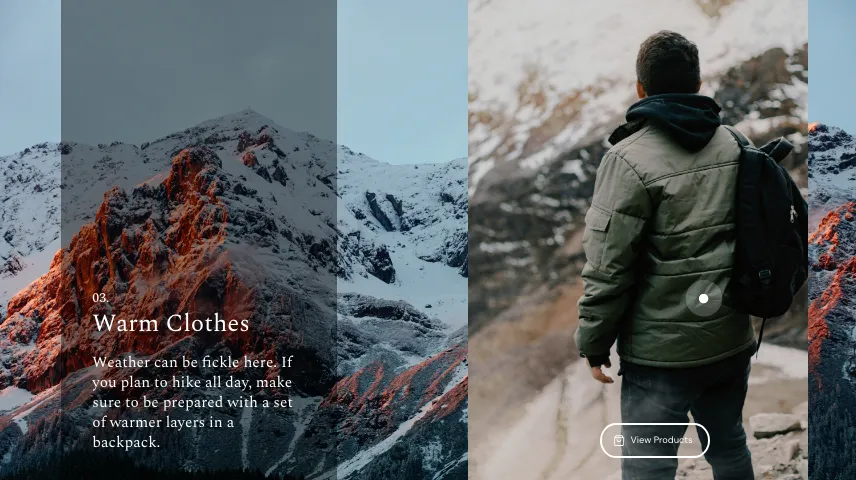 03.
Warm Clothes
Weather can be fickle here. If
you plan to hike all day, make
sure to be prepared with a set
of warmer layers in a
backpack.
View Products